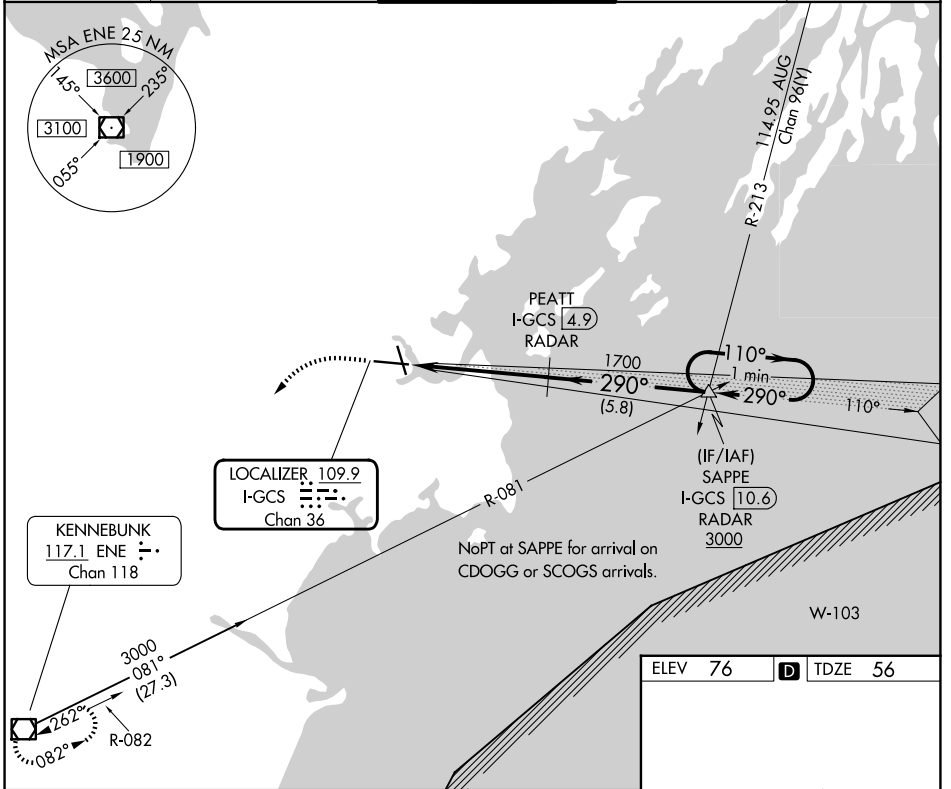 MSA ENE 25 NM
145°
3600
235°
3100
055°
1900
114.95 AUG
Chan 96(Y)
R-213
PEATT
I-GCS 4.9
RADAR
1700
290°
(5.8)
110°
1 min
290°
110°
(IF/IAF)
SAPPE
I-GCS 10.6
RADAR
3000
LOCALIZER 109.9
I-GCS
Chan 36
R-081
KENNEBUNK
117.1 ENE
Chan 118
NoPT at SAPPE for arrival on
CDOGG or SCOGS arrivals.
W-103
3000
081°
(27.3)
262°
082°
R-082
ELEV 76 D TDZE 56